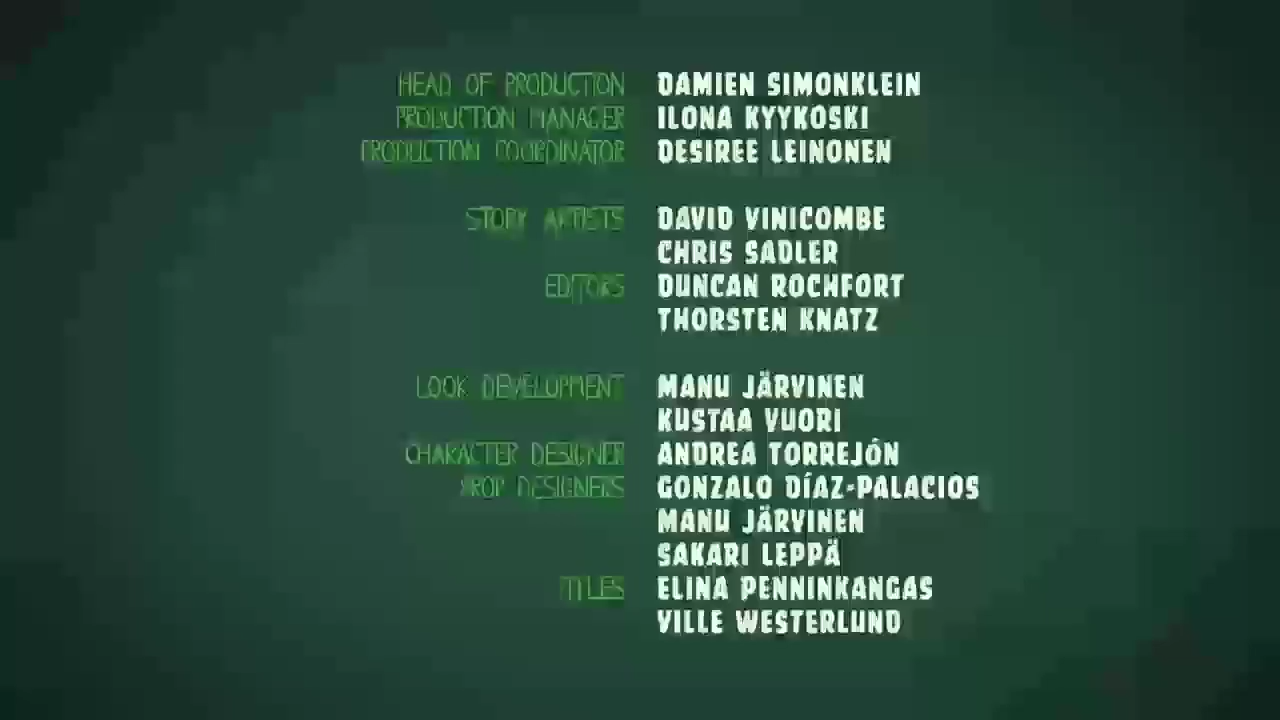 HEAD OF PRODUCTION DAMIEN SIMONKLEIN
PRODUCTION MANAGER ILONA KYYKOSKI
PRODUCTION COORDINATOR DESIREE LEINONEN
STORY ARTISTS DAVID VINICOMBE
CHRIS SADLER
EDITORS DUNCAN ROCHFORT
THORSTEN KNATZ
LOOK DEVELOPMENT MANU JÄRVINEN
KUSTAA VUORI
CHARACTER DESIGNER ANDREA TORREJÓN
PROP DESIGNERS GONZALO DÍAZ-PALACIOS
MANU JÄRVINEN
SAKARI LEPPÄ
TITLES ELINA PENNINKANGAS
VILLE WESTERLUND